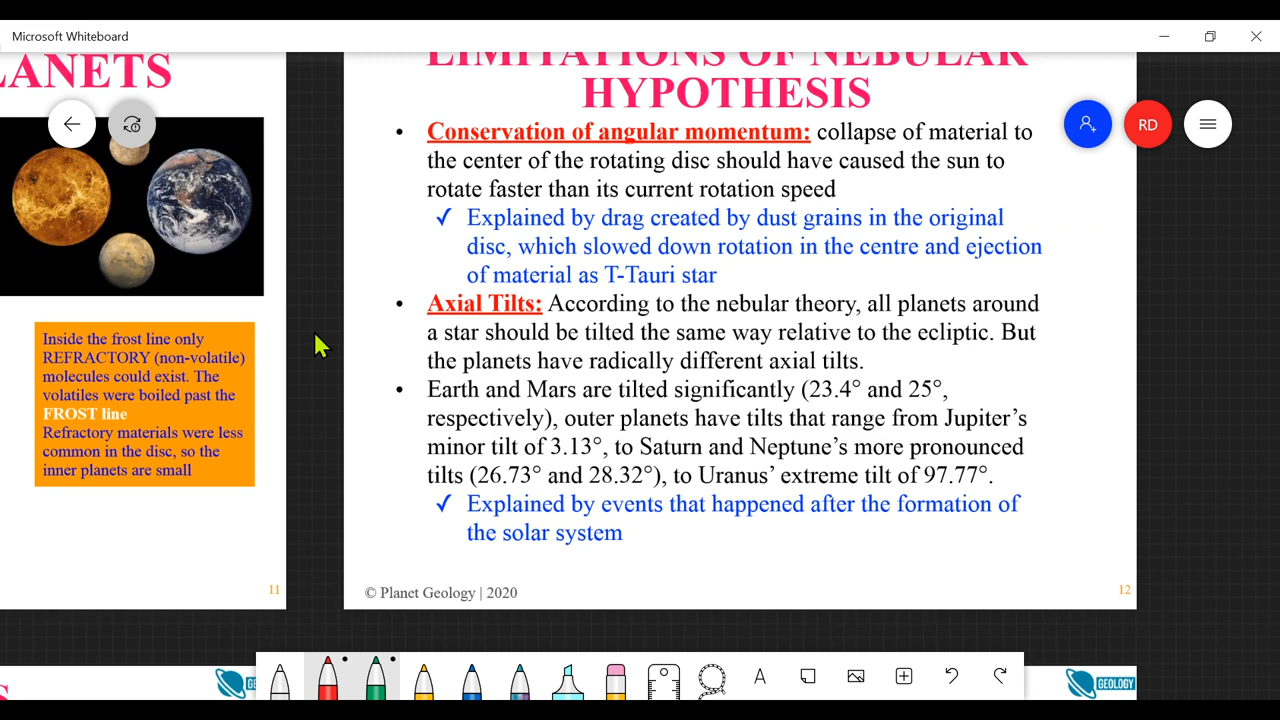 Microsoft Whiteboard
LANETS
LIMITATIONS OF NEBULAR
HYPOTHESIS
RD
• Conservation of angular momentum: collapse of material to
the center of the rotating disc should have caused the sun to
rotate faster than its current rotation speed
✓ Explained by drag created by dust grains in the original
disc, which slowed down rotation in the centre and ejection
of material as T-Tauri star
• Axial Tilts: According to the nebular theory, all planets around
a star should be tilted the same way relative to the ecliptic. But
the planets have radically different axial tilts.
• Earth and Mars are tilted significantly (23.4° and 25°,
respectively), outer planets have tilts that range from Jupiter’s
minor tilt of 3.13°, to Saturn and Neptune’s more pronounced
tilts (26.73° and 28.32°), to Uranus’ extreme tilt of 97.77°.
✓ Explained by events that happened after the formation of
the solar system
Inside the frost line only
REFRACTORY (non-volatile)
molecules could exist. The
volatiles were boiled past the
FROST line
Refractory materials were less
common in the disc, so the
inner planets are small
11
© Planet Geology | 2020
12
S
GE
GEOLOGY